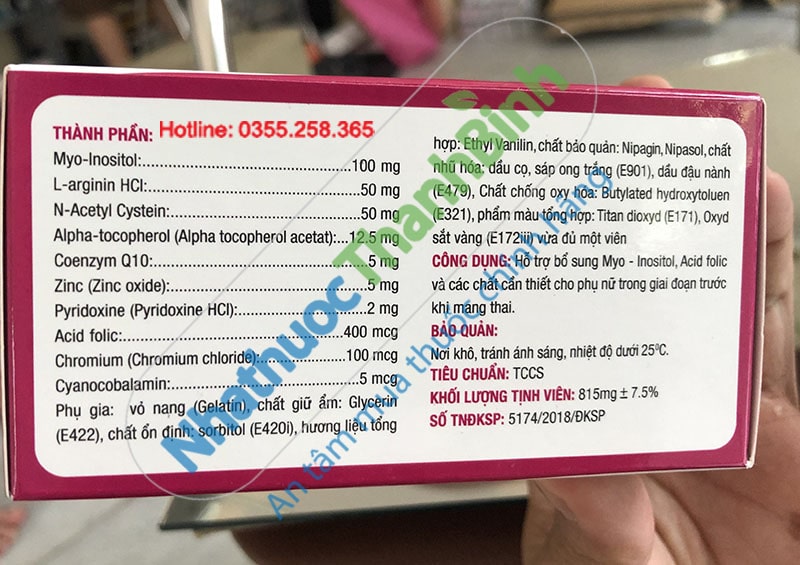 THÀNH PHẦN: Hotline: 0355.258.365
Myo-Inositol:...100 mg
L-arginin HCl:...50 mg
N-Acetyl Cystein:...50 mg
Alpha-tocopherol (Alpha tocopherol acetat):...12.5 mg
Coenzym Q10:...5 mg
Zinc (Zinc oxide):...5 mg
Pyridoxine (Pyridoxine HCl):...2 mg
Acid folic:...400 mcg
Chromium (Chromium chloride):...100 mcg
Cyanocobalamin:...5 mcg
Phụ gia: vỏ nang (Gelatin), chất giữ ẩm: Glycerin
(E422), chất ổn định: sorbitol (E420i), hương liệu tổng
hợp: Ethyl Vanilin, chất bảo quản: Nipagin, Nipasol, chất
nhũ hóa: dầu cọ, sáp ong trắng (E901), dầu đậu nành
(E479), Chất chống oxy hóa: Butylated hydroxytoluen
(E321), phẩm màu tổng hợp: Titan dioxyd (E171), Oxyd
sắt vàng (E172iii) vừa đủ một viên
CÔNG DỤNG: Hỗ trợ bổ sung Myo - Inositol, Acid folic
và các chất cần thiết cho phụ nữ trong giai đoạn trước
khi mang thai.
BẢO QUẢN:
Nơi khô, tránh ánh sáng, nhiệt độ dưới 25⁰C.
TIÊU CHUẨN: TCCS
KHỐI LƯỢNG TỊNH VIÊN: 815mg ± 7.5%
SỐ TNĐKSP: 5174/2018/ĐKSP
NhathuocThanhBình
An tâm mua thuốc chính hãng